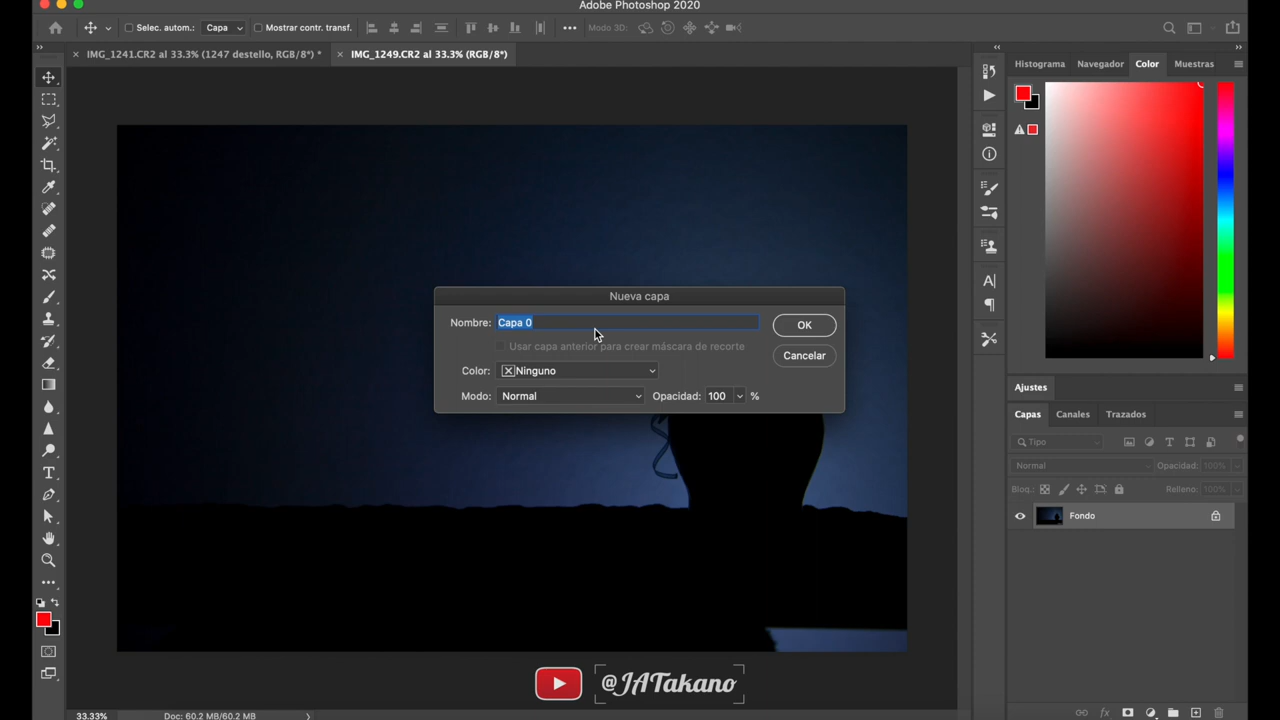 Adobe Photoshop 2020
Selec. autom.: Capa Mostrar contr. transf. Modo 3D:
IMG_1241.CR2 al 33.3% (1247 destello, RGB/8*) * IMG_1249.CR2 al 33.3% (RGB/8*)
Histograma Navegador Color Muestras
Nueva capa
Nombre: Capa 0
OK
Usar capa anterior para crear máscara de recorte
Cancelar
Color: Ninguno
Modo: Normal Opacidad: 100 %
Ajustes
Capas Canales Trazados
Tipo
Normal Opacidad: 100%
Bloq.: Relleno: 100%
Fondo
@JATakano
33.33% Doc: 60.2 MB/60.2 MB